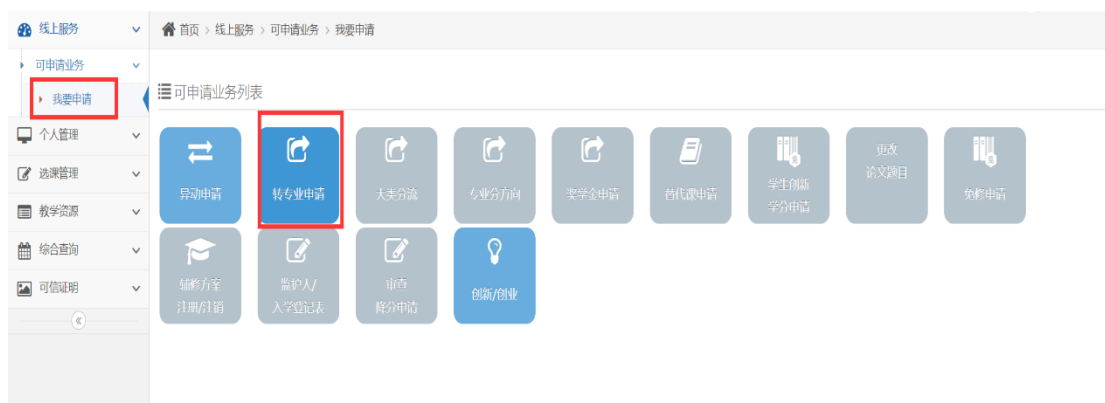 线上服务
首页 > 线上服务 > 可申请业务 > 我要申请
可申请业务
我要申请
可申请业务列表
个人管理
选课管理
教学资源
综合查询
可信证明
异动申请
转专业申请
大类分流
专业分方向
奖学金申请
替代课申请
学生创新
学分申请
更改
论文题目
免修申请
辅修方案
注册/注销
监护人/
入学登记表
审查
降分申请
创新/创业